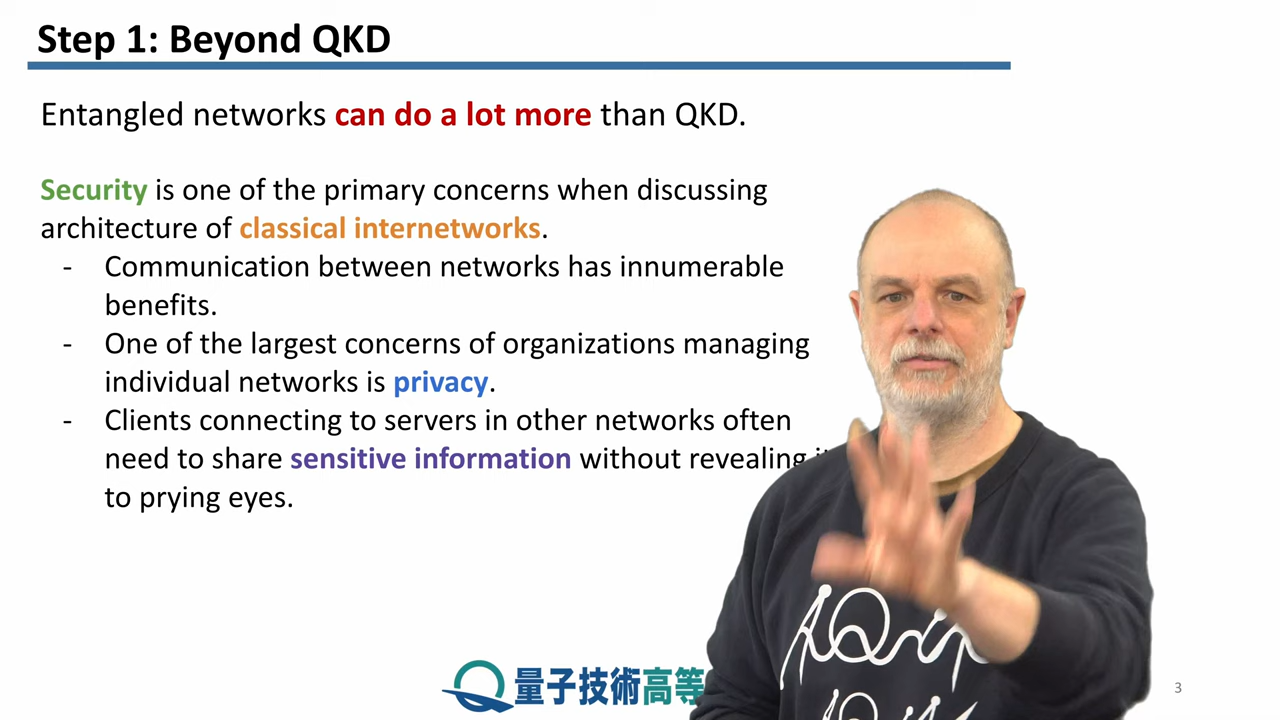 Step 1: Beyond QKD
Entangled networks can do a lot more than QKD.
Security is one of the primary concerns when discussing
architecture of classical internetworks.
- Communication between networks has innumerable
benefits.
- One of the largest concerns of organizations managing
individual networks is privacy.
- Clients connecting to servers in other networks often
need to share sensitive information without revealing
to prying eyes.
量子技術高等
3